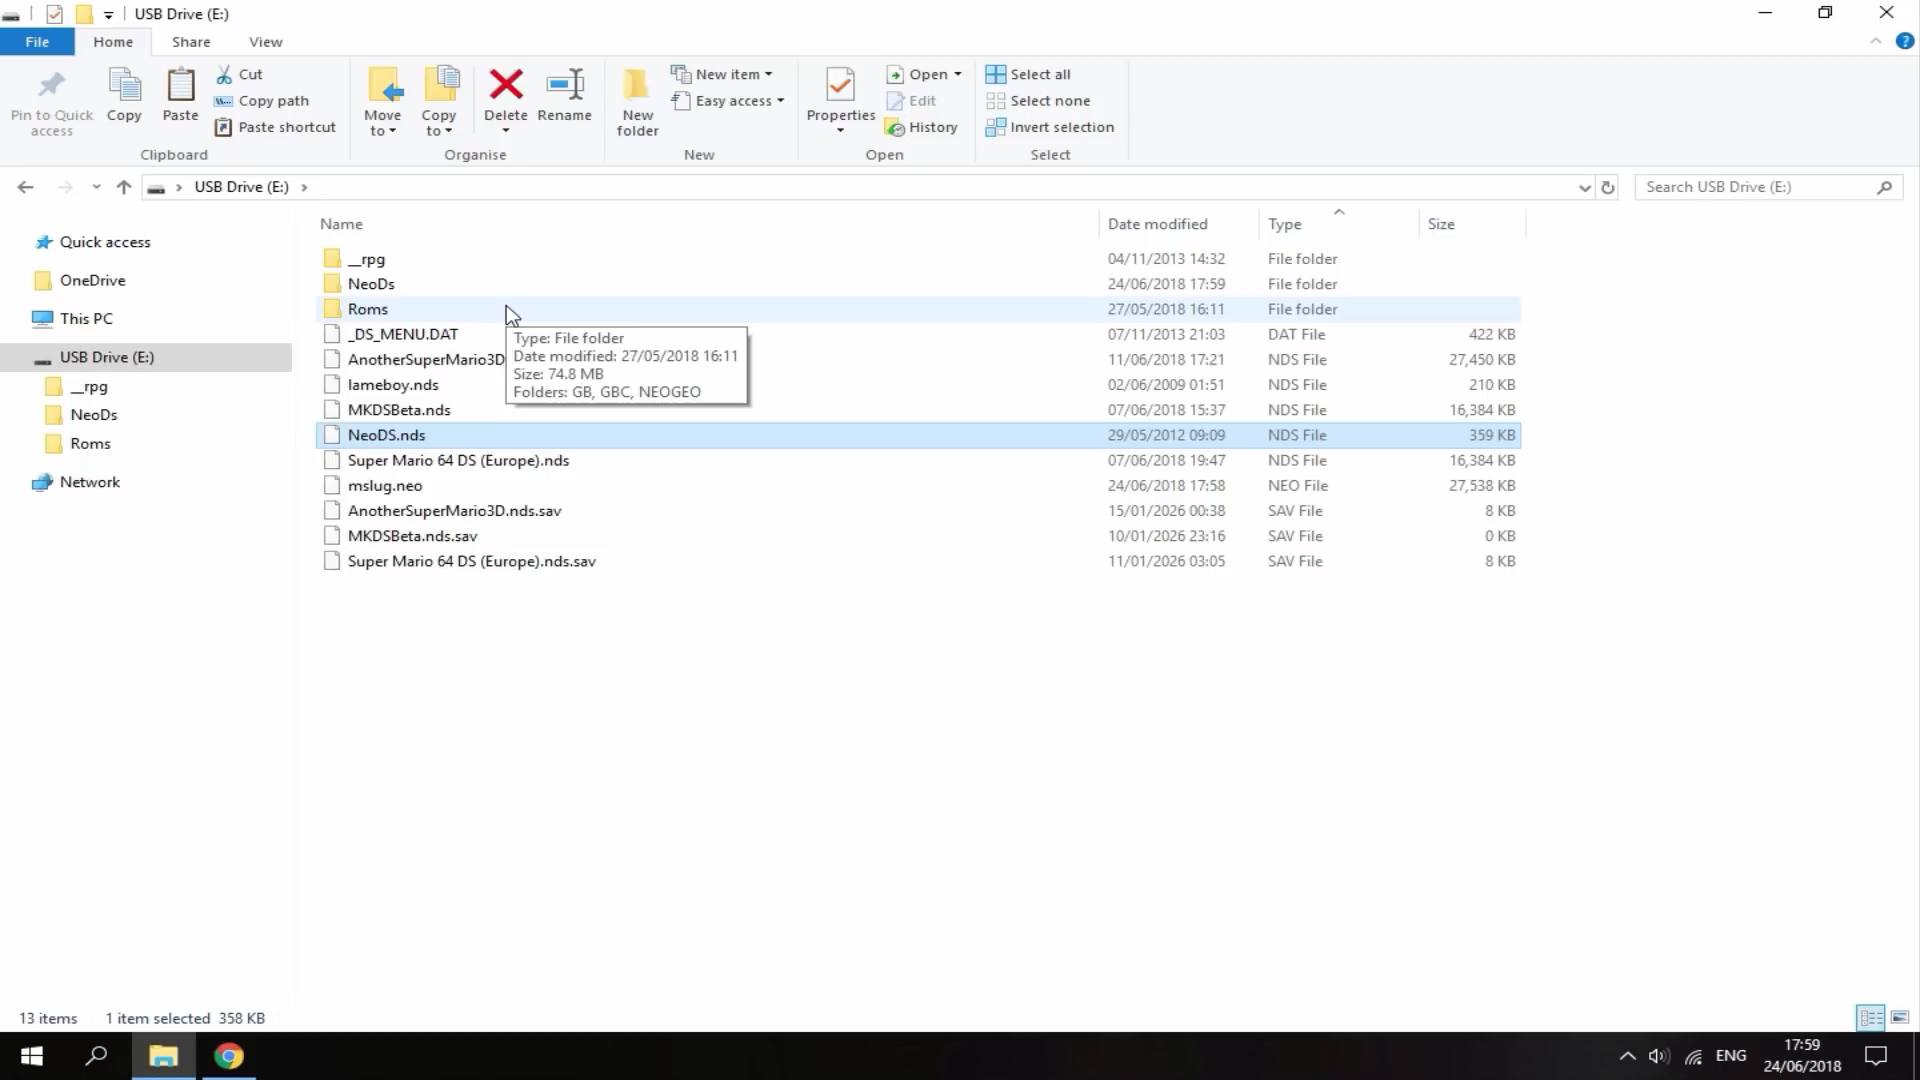 USB Drive (E:)
File Home Share View
Pin to Quick access
Copy
Paste
Cut
Copy path
Paste shortcut
Clipboard
Move to
Copy to
Delete
Rename
Organise
New folder
New item
Easy access
New
Properties
Open
Edit
History
Open
Select all
Select none
Invert selection
Select
USB Drive (E:)
Search USB Drive (E:)
Quick access
OneDrive
This PC
USB Drive (E:)
__rpg
NeoDs
Roms
Network
Name Date modified Type Size
__rpg 04/11/2013 14:32 File folder
NeoDs 24/06/2018 17:59 File folder
Roms 27/05/2018 16:11 File folder
_DS_MENU.DAT 07/11/2013 21:03 DAT File 422 KB
AnotherSuperMario3D 11/06/2018 17:21 NDS File 27,450 KB
lameboy.nds 02/06/2009 01:51 NDS File 210 KB
MKDSBeta.nds 07/06/2018 15:37 NDS File 16,384 KB
NeoDS.nds 29/05/2012 09:09 NDS File 359 KB
Super Mario 64 DS (Europe).nds 07/06/2018 19:47 NDS File 16,384 KB
mslug.neo 24/06/2018 17:58 NEO File 27,538 KB
AnotherSuperMario3D.nds.sav 15/01/2026 00:38 SAV File 8 KB
MKDSBeta.nds.sav 10/01/2026 23:16 SAV File 0 KB
Super Mario 64 DS (Europe).nds.sav 11/01/2026 03:05 SAV File 8 KB
Type: File folder
Date modified: 27/05/2018 16:11
Size: 74.8 MB
Folders: GB, GBC, NEOGEO
13 items 1 item selected 358 KB
ENG
17:59
24/06/2018